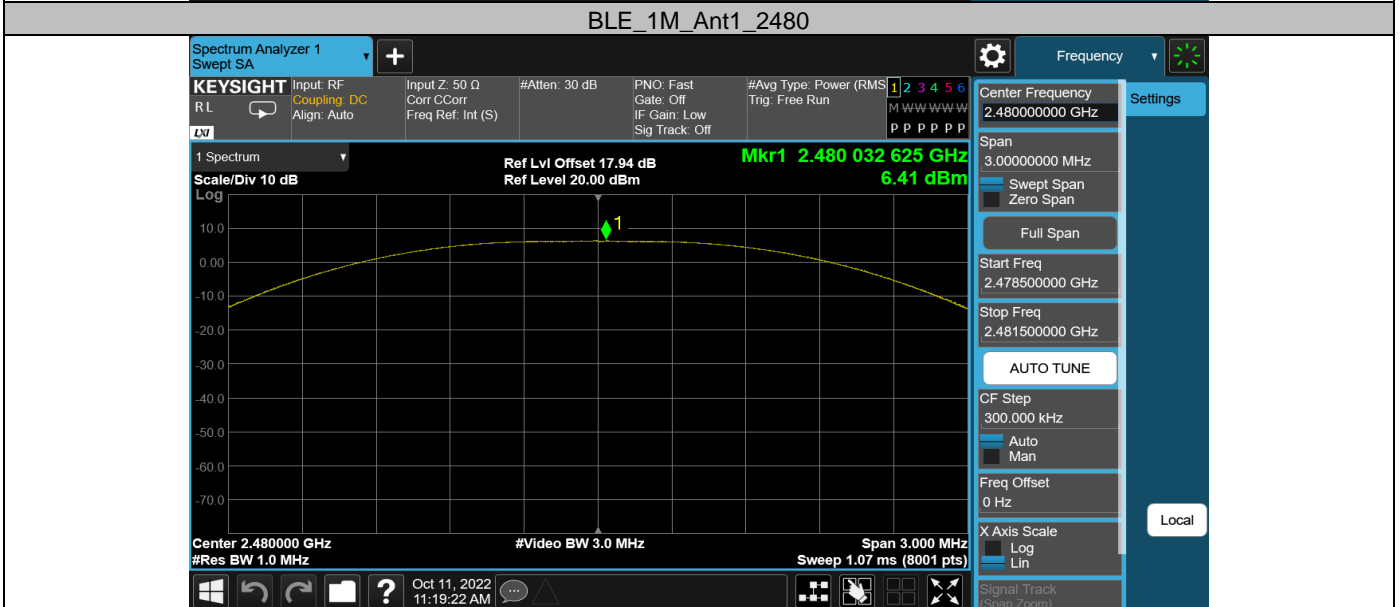 BLE_1M_Ant1_2480
Spectrum Analyzer 1
Swept SA
+
Frequency
KEYSIGHT
R L
LXI
Input: RF
Coupling: DC
Align: Auto
Input Z: 50 Ω
Corr CCorr
Freq Ref: Int (S)
#Atten: 30 dB
PNO: Fast
Gate: Off
IF Gain: Low
Sig Track: Off
#Avg Type: Power (RMS
Trig: Free Run
1 2 3 4 5 6
M W W W W W
P P P P P P
Center Frequency
2.480000000 GHz
Settings
Span
3.00000000 MHz
Swept Span
Zero Span
Full Span
Start Freq
2.478500000 GHz
Stop Freq
2.481500000 GHz
AUTO TUNE
CF Step
300.000 kHz
Auto
Man
Freq Offset
0 Hz
X Axis Scale
Log
Lin
Signal Track
(Span Zoom)
Local
1 Spectrum
Scale/Div 10 dB
Ref Lvl Offset 17.94 dB
Ref Level 20.00 dBm
Mkr1 2.480 032 625 GHz
6.41 dBm
Log
1
10.0
0.00
-10.0
-20.0
-30.0
-40.0
-50.0
-60.0
-70.0
Center 2.480000 GHz
#Res BW 1.0 MHz
#Video BW 3.0 MHz
Span 3.000 MHz
Sweep 1.07 ms (8001 pts)
?
Oct 11, 2022
11:19:22 AM